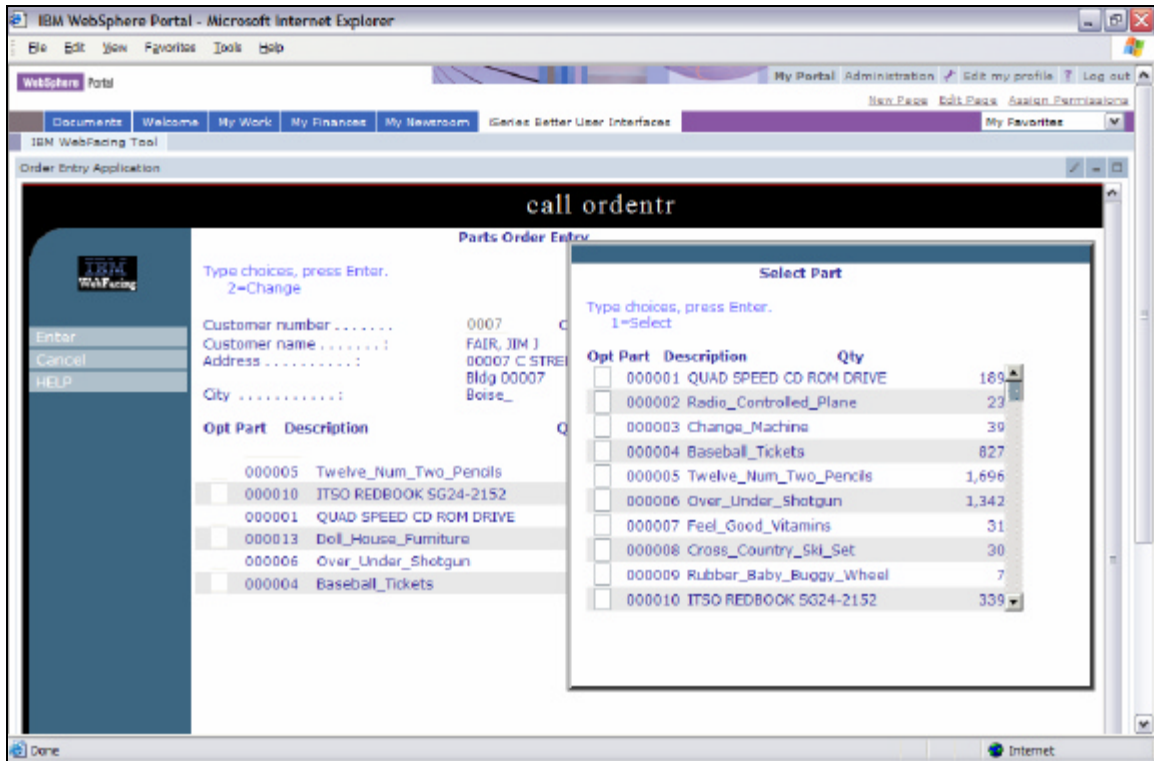 IBM WebSphere Portal - Microsoft Internet Explorer
File Edit View Favorites Tools Help
WebSphere Portal
My Portal Administration Edit my profile ? Log out
New Page Edit Page Assign Permissions
Documents Welcome My Work My Finances My Newsroom iSeries Better User Interfaces My Favorites
IBM WebFacing Tool
Order Entry Application
call ordentr
Parts Order Entry
IBM
WebFacing
Enter
Cancel
HELP
Type choices, press Enter.
2=Change
Customer number . . . . . . . 0007 C
Customer name . . . . . . . : FAIR, JIM J
Address . . . . . . . . . . : 00007 C STREE
Bldg 00007
City . . . . . . . . . . . : Boise_
Opt Part Description Q
000005 Twelve_Num_Two_Pencils
000010 ITSO REDBOOK SG24-2152
000001 QUAD SPEED CD ROM DRIVE
000013 Doll_House_Furniture
000006 Over_Under_Shotgun
000004 Baseball_Tickets
Select Part
Type choices, press Enter.
1=Select
Opt Part Description Qty
000001 QUAD SPEED CD ROM DRIVE 189
000002 Radio_Controlled_Plane 23
000003 Change_Machine 39
000004 Baseball_Tickets 827
000005 Twelve_Num_Two_Pencils 1,696
000006 Over_Under_Shotgun 1,342
000007 Feel_Good_Vitamins 31
000008 Cross_Country_Ski_Set 30
000009 Rubber_Baby_Buggy_Wheel 7
000010 ITSO REDBOOK SG24-2152 339
Done
Internet